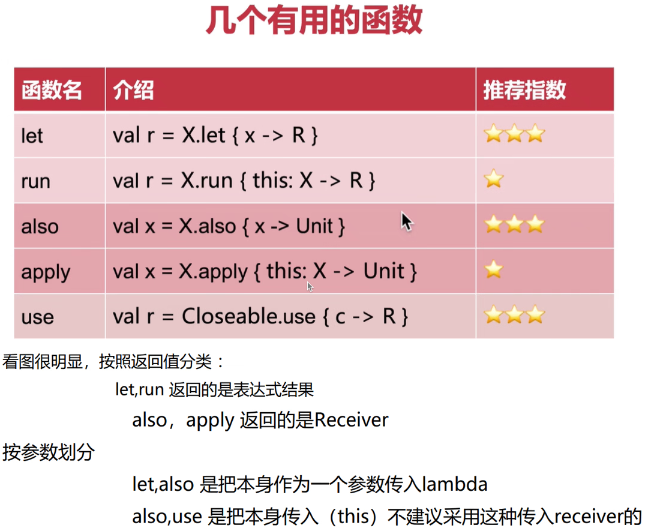 几个有用的函数
函数名 介绍 推荐指数
let val r = X.let { x -> R } ⭐⭐⭐
run val r = X.run { this: X -> R } ⭐
also val x = X.also { x -> Unit } ⭐⭐⭐
apply val x = X.apply { this: X -> Unit } ⭐
use val r = Closeable.use { c -> R } ⭐⭐⭐
看图很明显，按照返回值分类：
let,run 返回的是表达式结果
also，apply 返回的是Receiver
按参数划分
let,also 是把本身作为一个参数传入lambda
also,use 是把本身传入（this）不建议采用这种传入receiver的